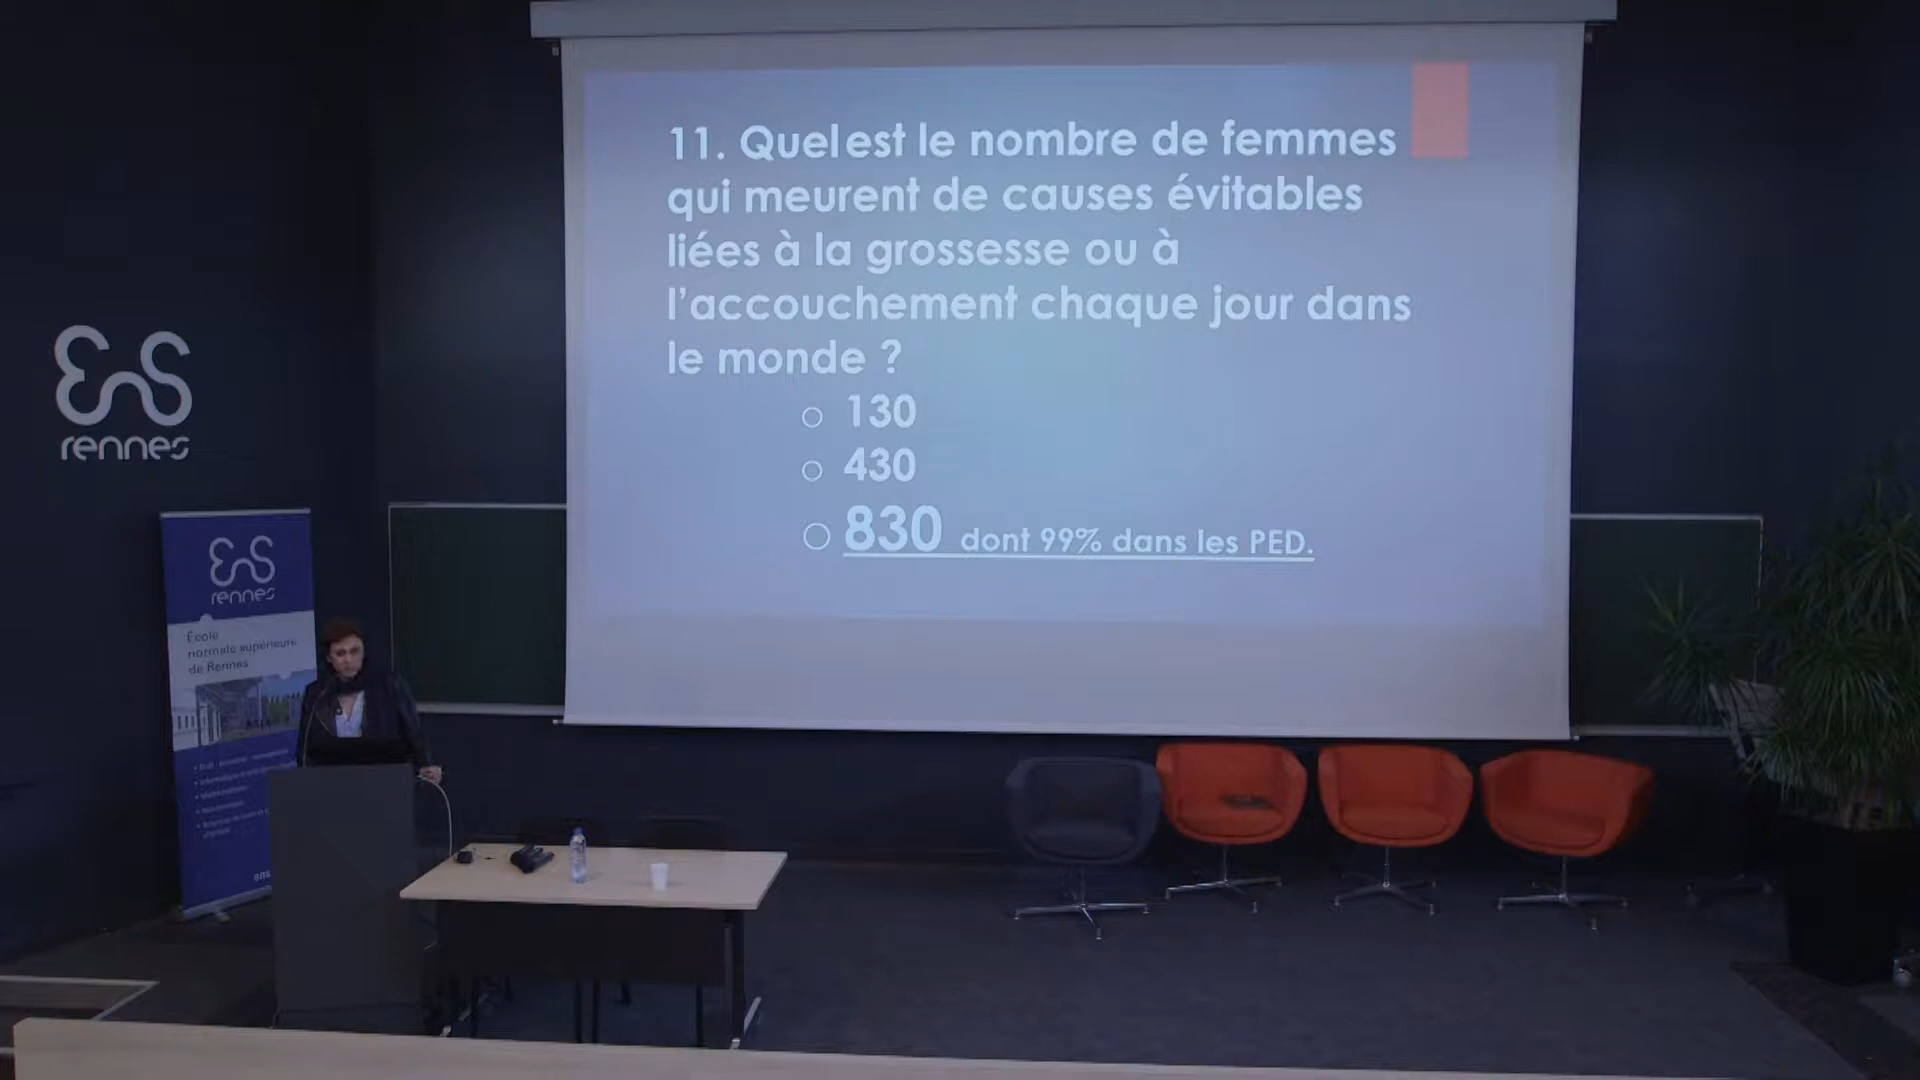 11. Quel est le nombre de femmes
qui meurent de causes évitables
liées à la grossesse ou à
l'accouchement chaque jour dans
le monde ?
130
430
830 dont 99% dans les PED.
ens
rennes
ens
rennes
École
normale supérieure
de Rennes